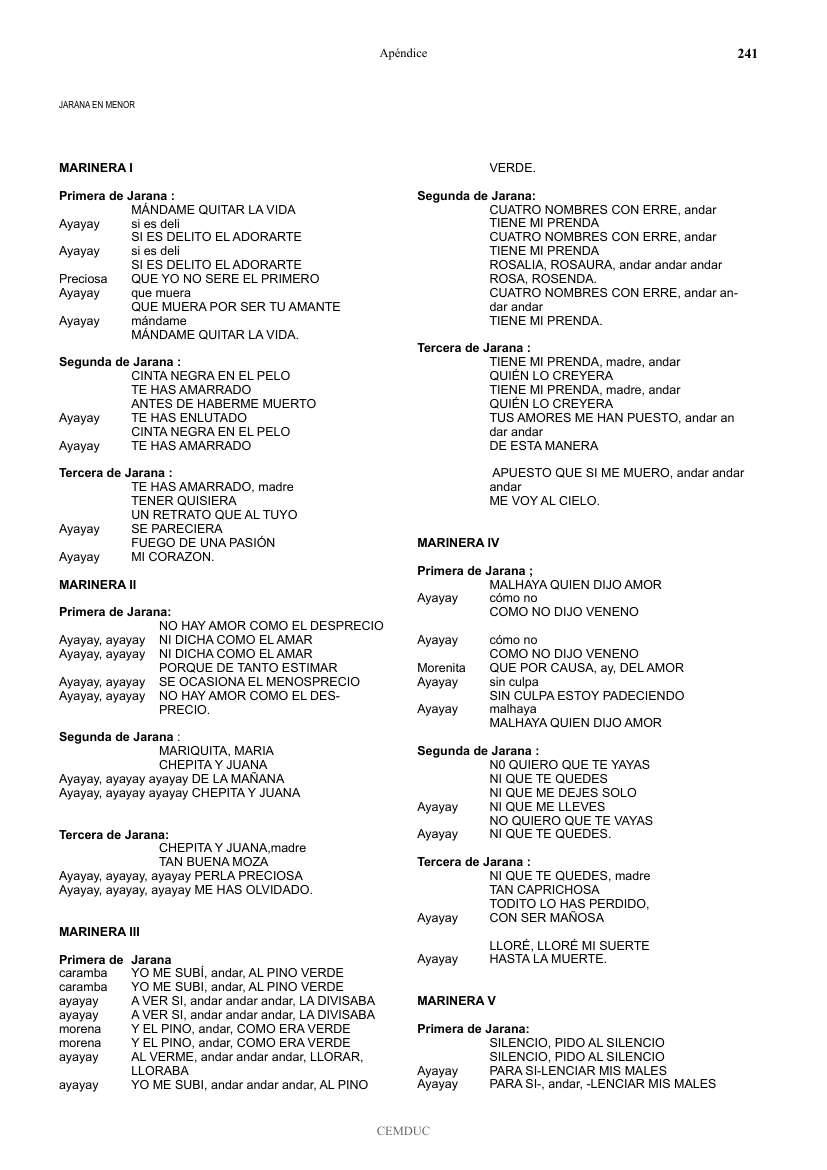 Apéndice 241
JARANA EN MENOR
MARINERA I
Primera de Jarana :
MÁNDAME QUITAR LA VIDA
Ayayay si es deli
SI ES DELITO EL ADORARTE
Ayayay si es deli
SI ES DELITO EL ADORARTE
Preciosa QUE YO NO SERE EL PRIMERO
Ayayay que muera
QUE MUERA POR SER TU AMANTE
Ayayay mándame
MÁNDAME QUITAR LA VIDA.
Segunda de Jarana :
CINTA NEGRA EN EL PELO
TE HAS AMARRADO
ANTES DE HABERME MUERTO
Ayayay TE HAS ENLUTADO
CINTA NEGRA EN EL PELO
Ayayay TE HAS AMARRADO
Tercera de Jarana :
TE HAS AMARRADO, madre
TENER QUISIERA
UN RETRATO QUE AL TUYO
Ayayay SE PARECIERA
FUEGO DE UNA PASIÓN
Ayayay MI CORAZON.
MARINERA II
Primera de Jarana:
NO HAY AMOR COMO EL DESPRECIO
Ayayay, ayayay NI DICHA COMO EL AMAR
Ayayay, ayayay NI DICHA COMO EL AMAR
PORQUE DE TANTO ESTIMAR
Ayayay, ayayay SE OCASIONA EL MENOSPRECIO
Ayayay, ayayay NO HAY AMOR COMO EL DES-
PRECIO.
Segunda de Jarana :
MARIQUITA, MARIA
CHEPITA Y JUANA
Ayayay, ayayay ayayay DE LA MAÑANA
Ayayay, ayayay ayayay CHEPITA Y JUANA
Tercera de Jarana:
CHEPITA Y JUANA,madre
TAN BUENA MOZA
Ayayay, ayayay, ayayay PERLA PRECIOSA
Ayayay, ayayay, ayayay ME HAS OLVIDADO.
MARINERA III
Primera de Jarana
caramba YO ME SUBÍ, andar, AL PINO VERDE
caramba YO ME SUBI, andar, AL PINO VERDE
ayayay A VER SI, andar andar andar, LA DIVISABA
ayayay A VER SI, andar andar andar, LA DIVISABA
morena Y EL PINO, andar, COMO ERA VERDE
morena Y EL PINO, andar, COMO ERA VERDE
ayayay AL VERME, andar andar andar, LLORAR,
LLORABA
ayayay YO ME SUBI, andar andar andar, AL PINO
VERDE.
Segunda de Jarana:
CUATRO NOMBRES CON ERRE, andar
TIENE MI PRENDA
CUATRO NOMBRES CON ERRE, andar
TIENE MI PRENDA
ROSALIA, ROSAURA, andar andar andar
ROSA, ROSENDA.
CUATRO NOMBRES CON ERRE, andar an-
dar andar
TIENE MI PRENDA.
Tercera de Jarana :
TIENE MI PRENDA, madre, andar
QUIÉN LO CREYERA
TIENE MI PRENDA, madre, andar
QUIÉN LO CREYERA
TUS AMORES ME HAN PUESTO, andar an
dar andar
DE ESTA MANERA
APUESTO QUE SI ME MUERO, andar andar
andar
ME VOY AL CIELO.
MARINERA IV
Primera de Jarana ;
MALHAYA QUIEN DIJO AMOR
Ayayay cómo no
COMO NO DIJO VENENO
Ayayay cómo no
COMO NO DIJO VENENO
Morenita QUE POR CAUSA, ay, DEL AMOR
Ayayay sin culpa
SIN CULPA ESTOY PADECIENDO
Ayayay malhaya
MALHAYA QUIEN DIJO AMOR
Segunda de Jarana :
N0 QUIERO QUE TE YAYAS
NI QUE TE QUEDES
NI QUE ME DEJES SOLO
Ayayay NI QUE ME LLEVES
NO QUIERO QUE TE VAYAS
Ayayay NI QUE TE QUEDES.
Tercera de Jarana :
NI QUE TE QUEDES, madre
TAN CAPRICHOSA
TODITO LO HAS PERDIDO,
Ayayay CON SER MAÑOSA
LLORÉ, LLORÉ MI SUERTE
Ayayay HASTA LA MUERTE.
MARINERA V
Primera de Jarana:
SILENCIO, PIDO AL SILENCIO
SILENCIO, PIDO AL SILENCIO
Ayayay PARA SI-LENCIAR MIS MALES
Ayayay PARA SI-, andar, -LENCIAR MIS MALES
CEMDUC